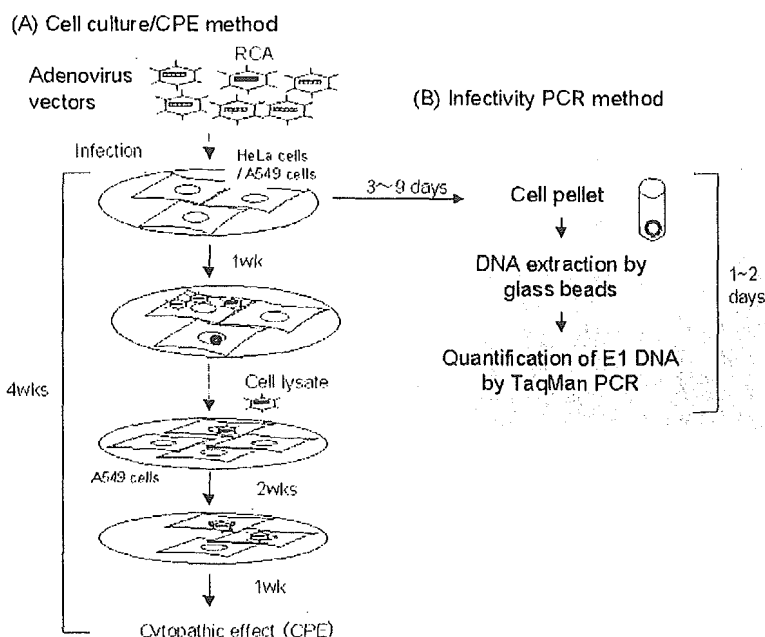 (A) Cell culture/CPE method
RCA
Adenovirus
vectors
Infection
HeLa cells
/ A549 cells
1wk
Cell lysate
4wks
A549 cells
2wks
1wk
Cytopathic effect (CPE)
(B) Infectivity PCR method
3~9 days
Cell pellet
DNA extraction by
glass beads
Quantification of E1 DNA
by TaqMan PCR
1~2
days